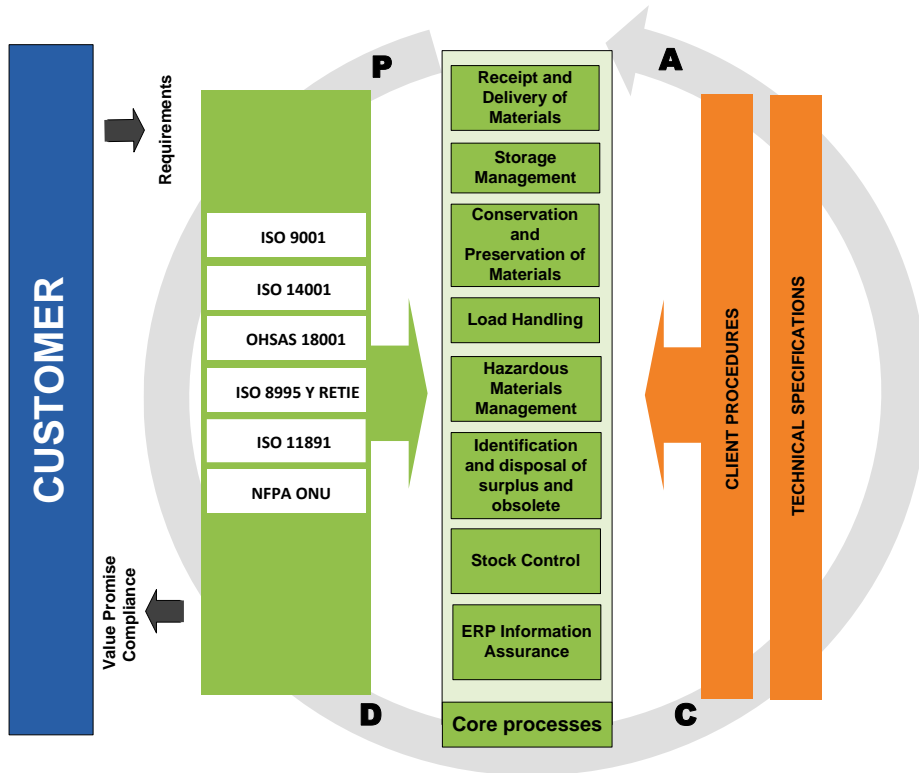 CUSTOMER
Requirements
Value Promise
Compliance
P
A
D
C
ISO 9001
ISO 14001
OHSAS 18001
ISO 8995 Y RETIE
ISO 11891
NFPA ONU
Receipt and
Delivery of
Materials
Storage
Management
Conservation
and
Preservation of
Materials
Load Handling
Hazardous
Materials
Management
Identification
and disposal of
surplus and
obsolete
Stock Control
ERP Information
Assurance
Core processes
CLIENT PROCEDURES
TECHNICAL SPECIFICATIONS